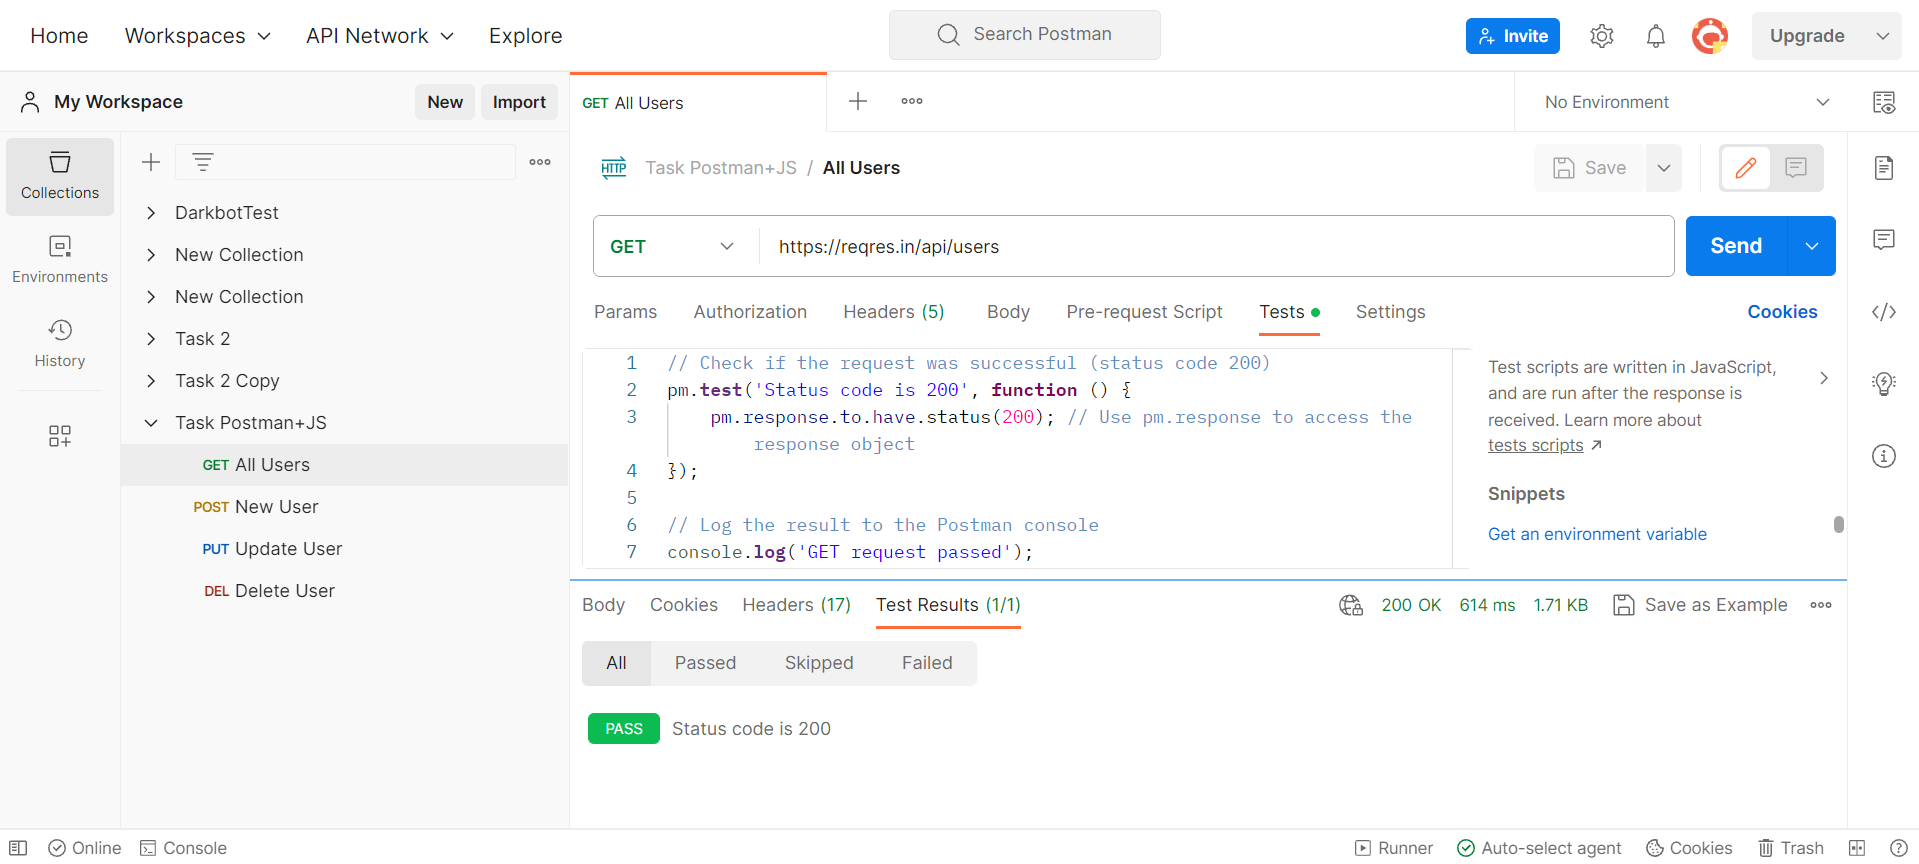 Home Workspaces API Network Explore Search Postman Invite Upgrade
My Workspace New Import GET All Users No Environment
Collections
Environments
History
DarkbotTest
New Collection
New Collection
Task 2
Task 2 Copy
Task Postman+JS
GET All Users
POST New User
PUT Update User
DEL Delete User
HTTP Task Postman+JS / All Users Save
GET https://reqres.in/api/users Send
Params Authorization Headers (5) Body Pre-request Script Tests Settings Cookies
1 // Check if the request was successful (status code 200)
2 pm.test('Status code is 200', function () {
3 pm.response.to.have.status(200); // Use pm.response to access the
response object
4 });
5
6 // Log the result to the Postman console
7 console.log('GET request passed');
Test scripts are written in JavaScript,
and are run after the response is
received. Learn more about
tests scripts
Snippets
Get an environment variable
Body Cookies Headers (17) Test Results (1/1) 200 OK 614 ms 1.71 KB Save as Example
All Passed Skipped Failed
PASS Status code is 200
Online Console Runner Auto-select agent Cookies Trash